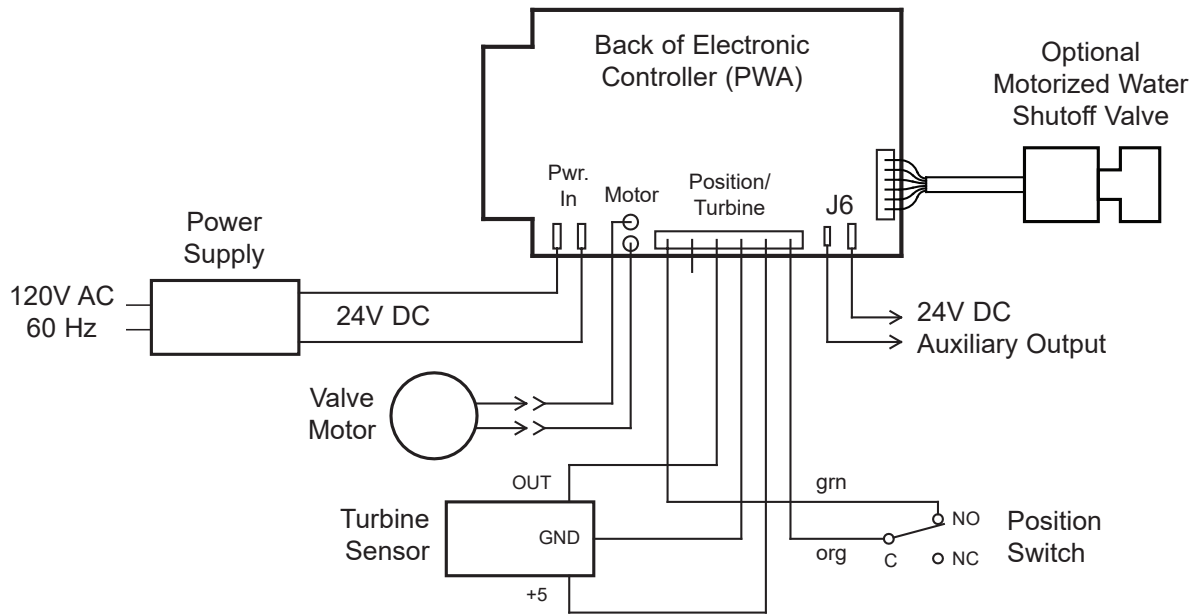 Back of Electronic
Controller (PWA)
Optional
Motorized Water
Shutoff Valve
Pwr.
In
Motor
Position/
Turbine
J6
Power
Supply
120V AC
60 Hz
24V DC
24V DC
Auxiliary Output
Valve
Motor
OUT
GND
+5
Turbine
Sensor
grn
org
NO
C
NC
Position
Switch